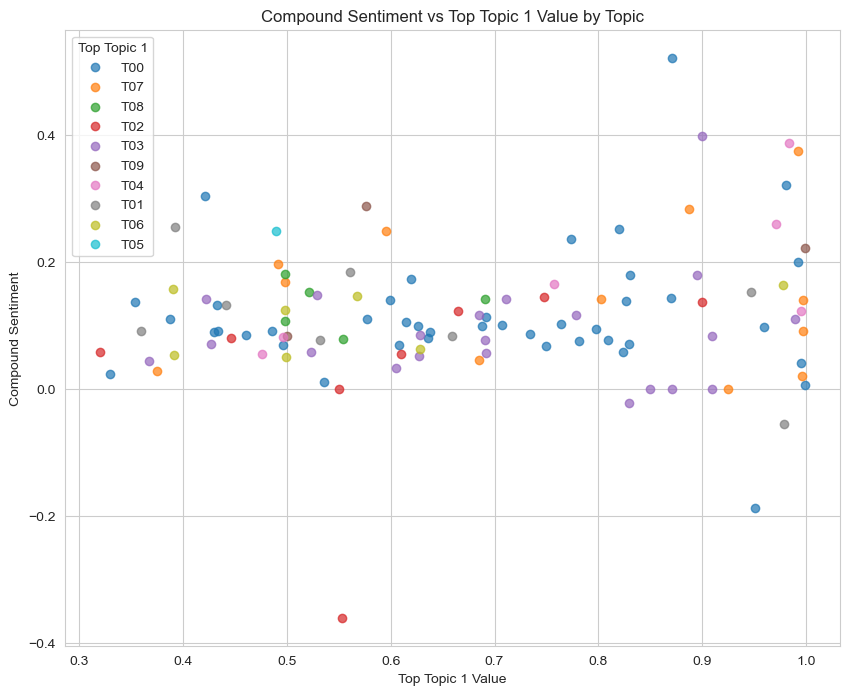 Compound Sentiment vs Top Topic 1 Value by Topic
Top Topic 1
T00
T07
T08
T02
T03
T09
T04
T01
T06
T05
Compound Sentiment
0.4
0.2
0.0
−0.2
−0.4
0.3 0.4 0.5 0.6 0.7 0.8 0.9 1.0
Top Topic 1 Value